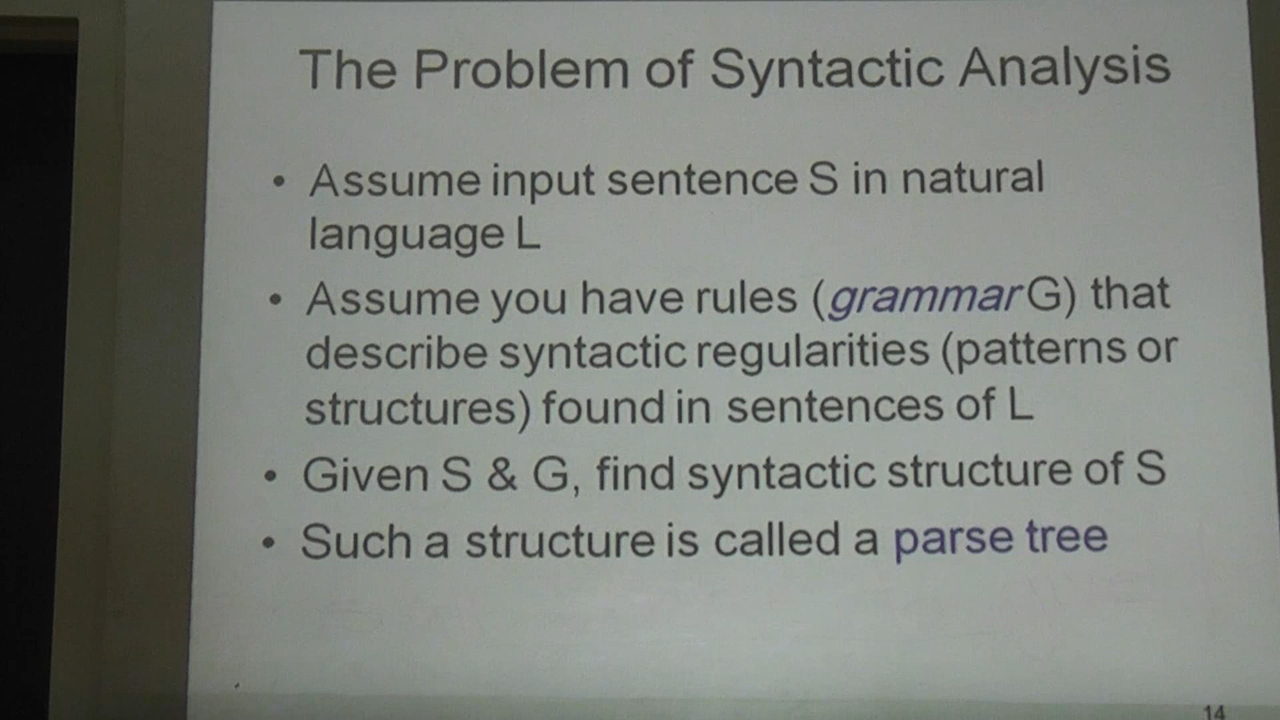 The Problem of Syntactic Analysis
• Assume input sentence S in natural
language L
• Assume you have rules (grammar G) that
describe syntactic regularities (patterns or
structures) found in sentences of L
• Given S & G, find syntactic structure of S
• Such a structure is called a parse tree
14